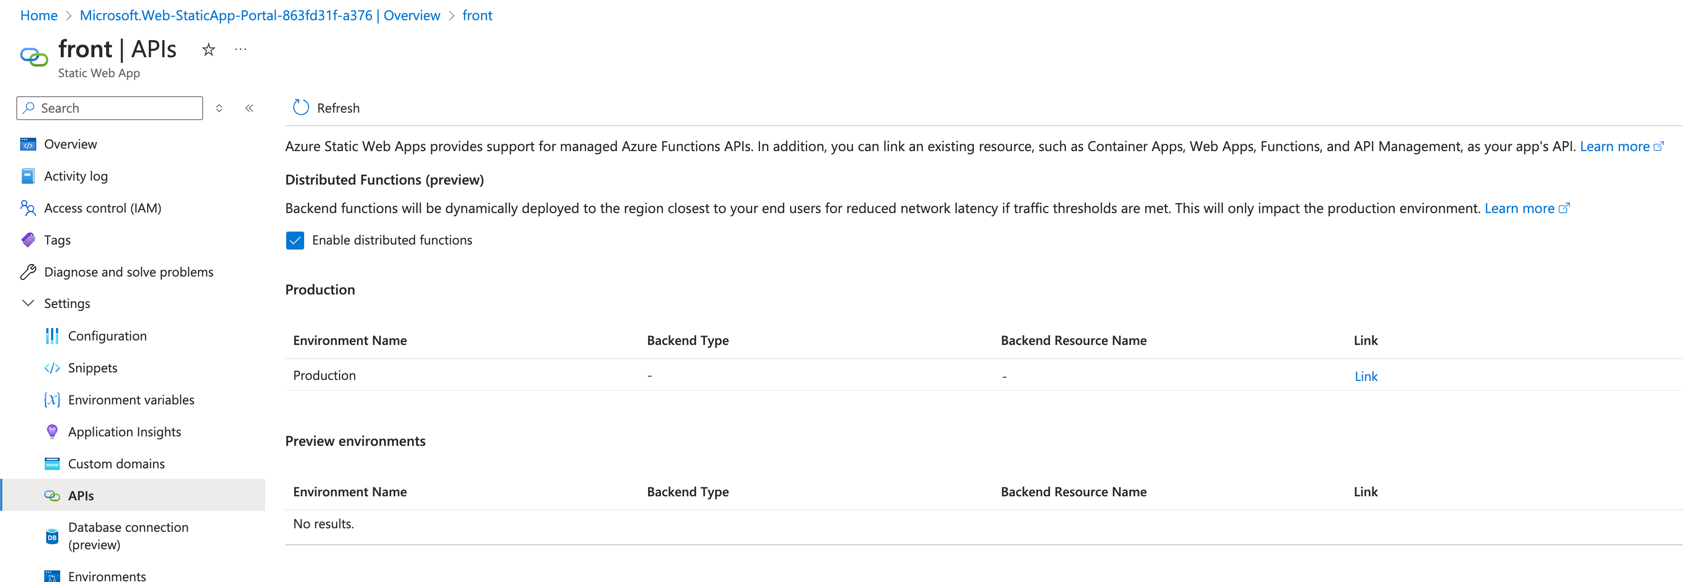 Home > Microsoft.Web-StaticApp-Portal-863fd31f-a376 | Overview > front
front | APIs
Static Web App
Search
Refresh
Overview
Activity log
Access control (IAM)
Tags
Diagnose and solve problems
Settings
Configuration
Snippets
Environment variables
Application Insights
Custom domains
APIs
Database connection
(preview)
Environments
Azure Static Web Apps provides support for managed Azure Functions APIs. In addition, you can link an existing resource, such as Container Apps, Web Apps, Functions, and API Management, as your app's API. Learn more
Distributed Functions (preview)
Backend functions will be dynamically deployed to the region closest to your end users for reduced network latency if traffic thresholds are met. This will only impact the production environment. Learn more
Enable distributed functions
Production
Environment Name Backend Type Backend Resource Name Link
Production - - Link
Preview environments
Environment Name Backend Type Backend Resource Name Link
No results.